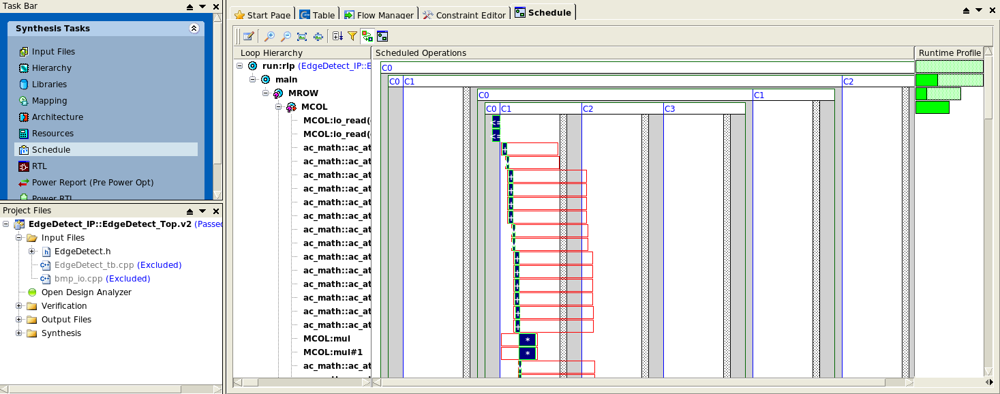 Task Bar
Synthesis Tasks
Input Files
Hierarchy
Libraries
Mapping
Architecture
Resources
Schedule
RTL
Power Report (Pre Power Opt)
Power RTL
Project Files
EdgeDetect_IP::EdgeDetect_Top.v2 (Passed
Input Files
EdgeDetect.h
EdgeDetect_tb.cpp (Excluded)
bmp_io.cpp (Excluded)
Open Design Analyzer
Verification
Output Files
Synthesis
Start Page
Table
Flow Manager
Constraint Editor
Schedule
Loop Hierarchy
Scheduled Operations
Runtime Profile
run:rlp (EdgeDetect_IP::E
main
MROW
MCOL
MCOL:io_read(
MCOL:io_read(
ac_math::ac_at
ac_math::ac_at
ac_math::ac_at
ac_math::ac_at
ac_math::ac_at
ac_math::ac_at
ac_math::ac_at
ac_math::ac_at
ac_math::ac_at
ac_math::ac_at
ac_math::ac_at
ac_math::ac_at
ac_math::ac_at
ac_math::ac_at
MCOL:mul
MCOL:mul#1
ac_math::ac_at
C0
C0 C1 C2
C0 C1
C0 C1 C2 C3